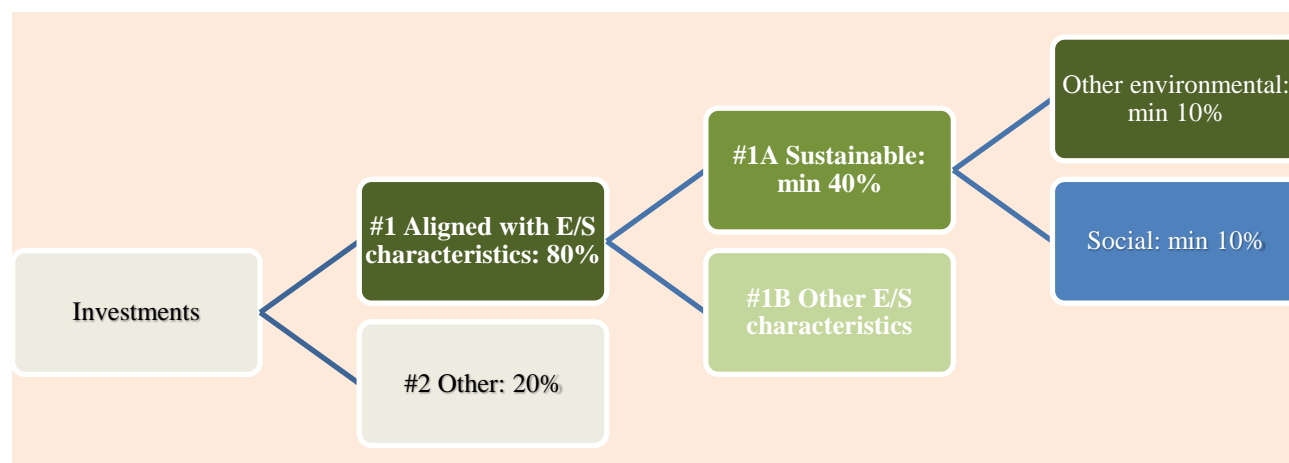 Investments
#1 Aligned with E/S
characteristics: 80%
#2 Other: 20%
#1A Sustainable:
min 40%
#1B Other E/S
characteristics
Other environmental:
min 10%
Social: min 10%